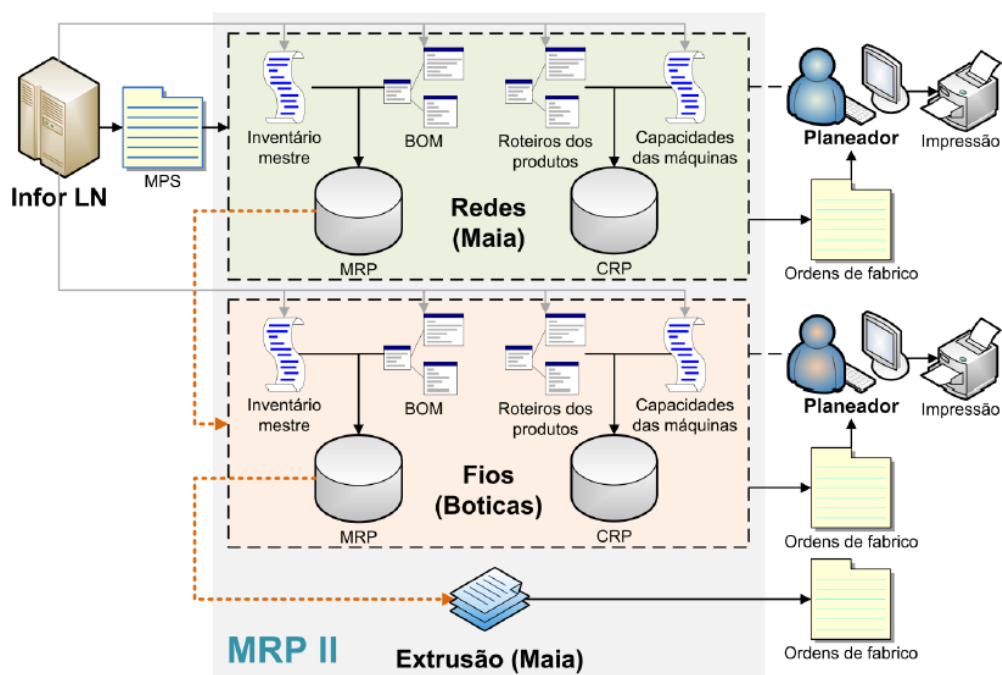 Infor LN
MPS
Inventário
mestre
BOM
Roteiros dos
produtos
Capacidades
das máquinas
MRP
Redes
(Maia)
CRP
Planeador
Impressão
Ordens de fabrico
Inventário
mestre
BOM
Roteiros dos
produtos
Capacidades
das máquinas
MRP
Fios
(Boticas)
CRP
Planeador
Impressão
Ordens de fabrico
MRP II
Extrusão (Maia)
Ordens de fabrico